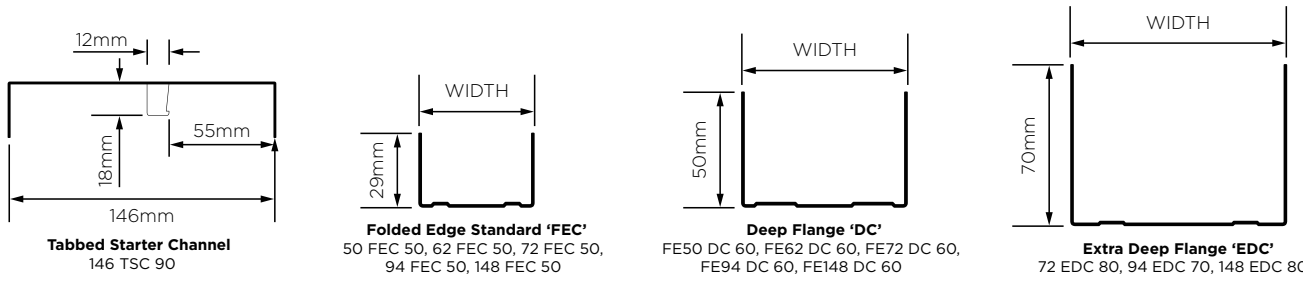 12mm
18mm
55mm
146mm
Tabbed Starter Channel
146 TSC 90
WIDTH
29mm
Folded Edge Standard ‘FEC’
50 FEC 50, 62 FEC 50, 72 FEC 50,
94 FEC 50, 148 FEC 50
WIDTH
50mm
Deep Flange ‘DC’
FE50 DC 60, FE62 DC 60, FE72 DC 60,
FE94 DC 60, FE148 DC 60
WIDTH
70mm
Extra Deep Flange ‘EDC’
72 EDC 80, 94 EDC 70, 148 EDC 80